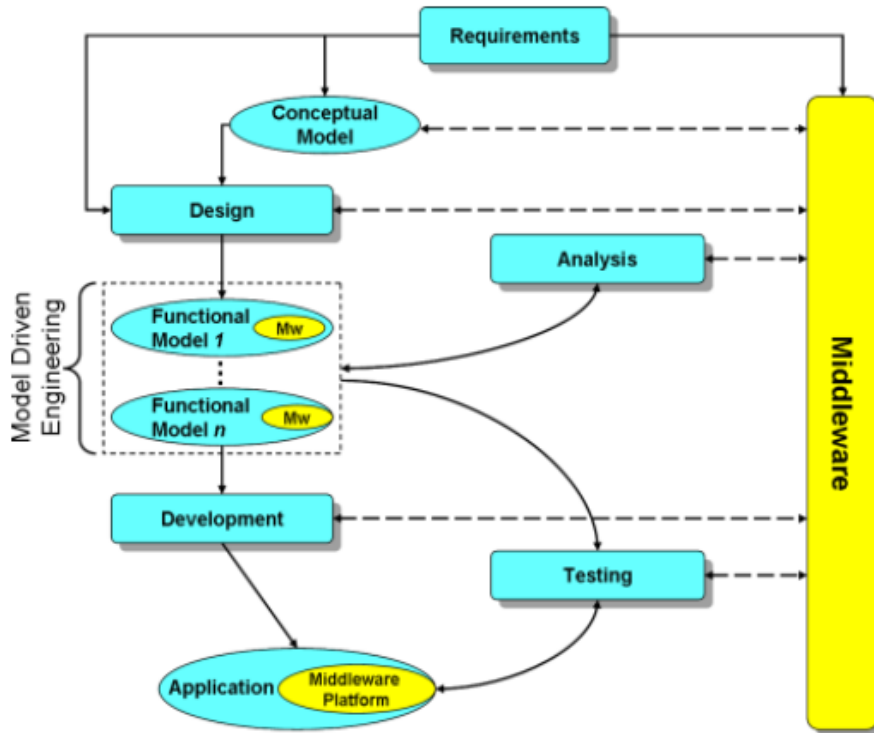 Requirements
Conceptual
Model
Design
Analysis
Model Driven
Engineering
Functional
Model 1
Mw
Functional
Model n
Mw
Middleware
Development
Testing
Application
Middleware
Platform